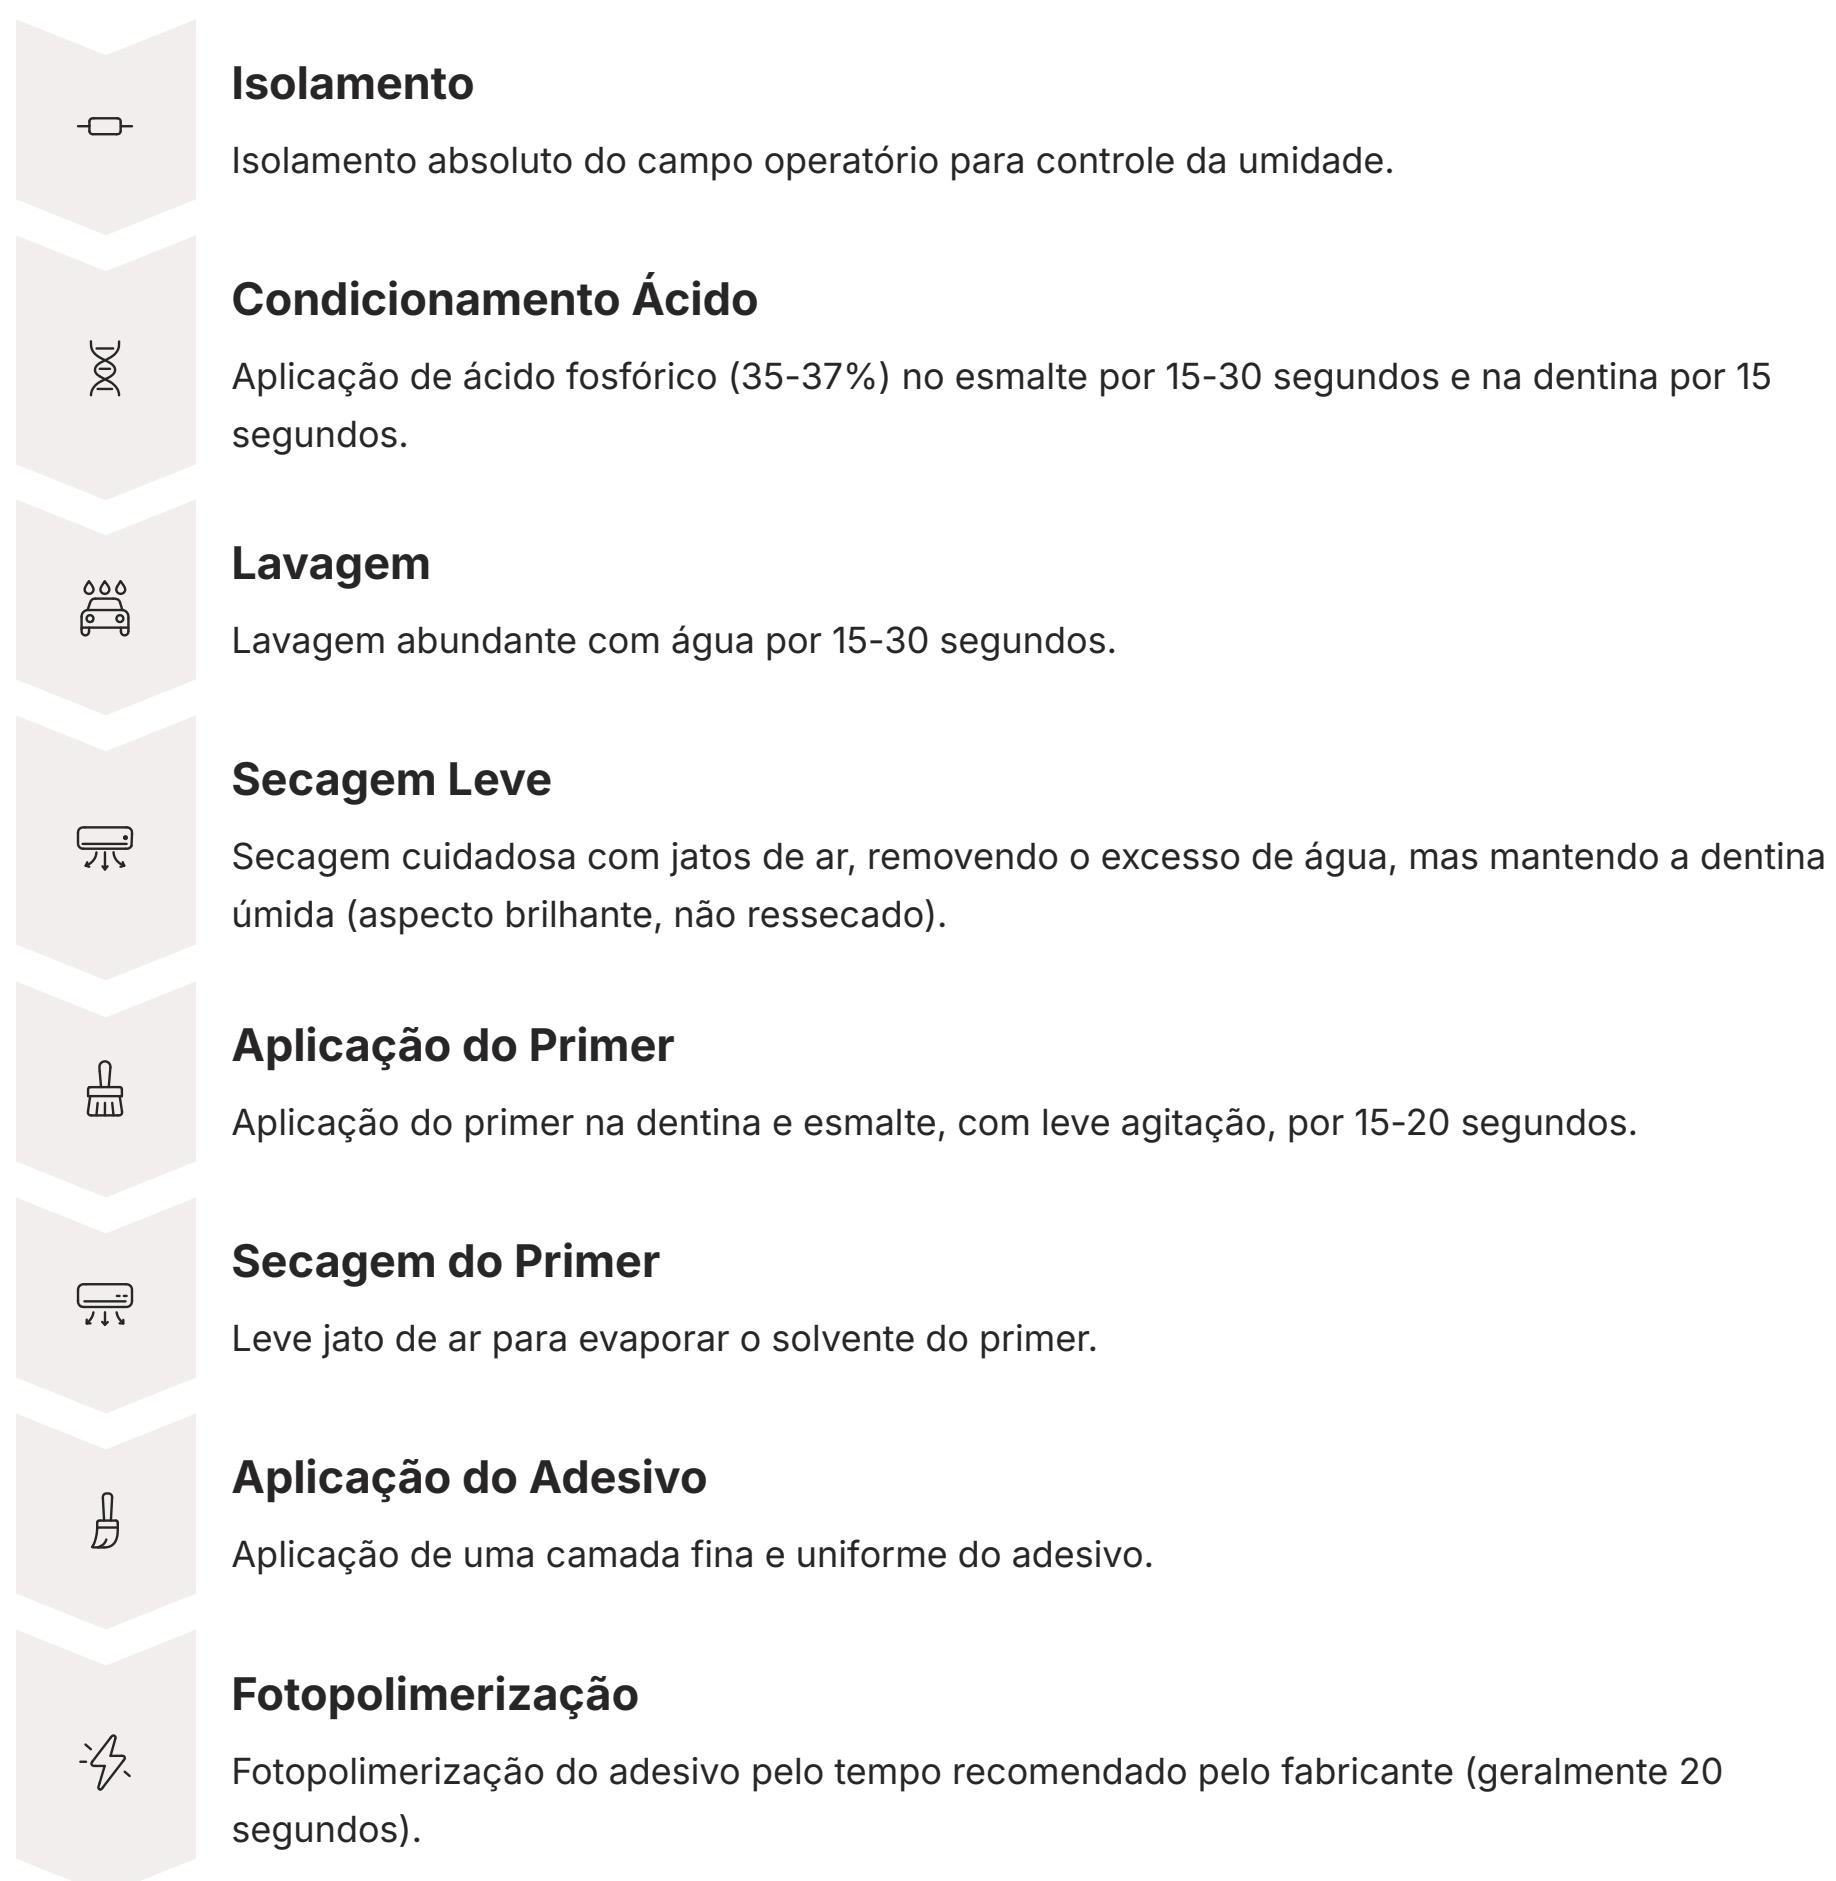 Isolamento
Isolamento absoluto do campo operatório para controle da umidade.
Condicionamento Ácido
Aplicação de ácido fosfórico (35-37%) no esmalte por 15-30 segundos e na dentina por 15
segundos.
Lavagem
Lavagem abundante com água por 15-30 segundos.
Secagem Leve
Secagem cuidadosa com jatos de ar, removendo o excesso de água, mas mantendo a dentina
úmida (aspecto brilhante, não ressecado).
Aplicação do Primer
Aplicação do primer na dentina e esmalte, com leve agitação, por 15-20 segundos.
Secagem do Primer
Leve jato de ar para evaporar o solvente do primer.
Aplicação do Adesivo
Aplicação de uma camada fina e uniforme do adesivo.
Fotopolimerização
Fotopolimerização do adesivo pelo tempo recomendado pelo fabricante (geralmente 20
segundos).